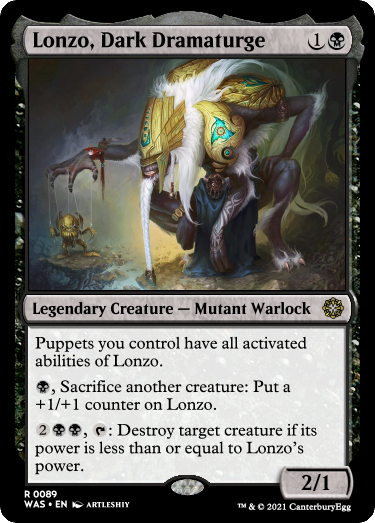 Lonzo, Dark Dramaturge 1
Legendary Creature — Mutant Warlock
Puppets you control have all activated
abilities of Lonzo.
, Sacrifice another creature: Put a
+1/+1 counter on Lonzo.
2 , : Destroy target creature if its
power is less than or equal to Lonzo's
power.
2/1
R 0089
WAS • EN ARTLESHIY
™ & © 2021 CanterburyEgg